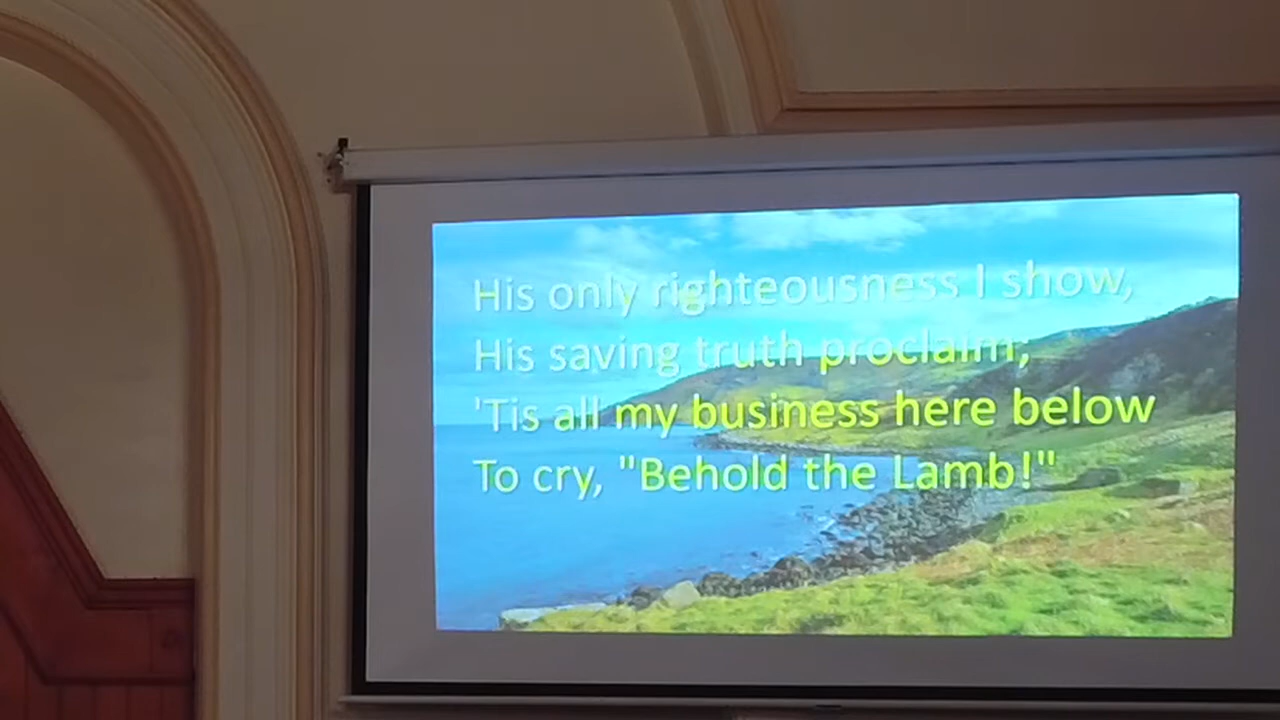 His only righteousness I show,
His saving truth proclaim;
'Tis all my business here below
To cry, "Behold the Lamb!"